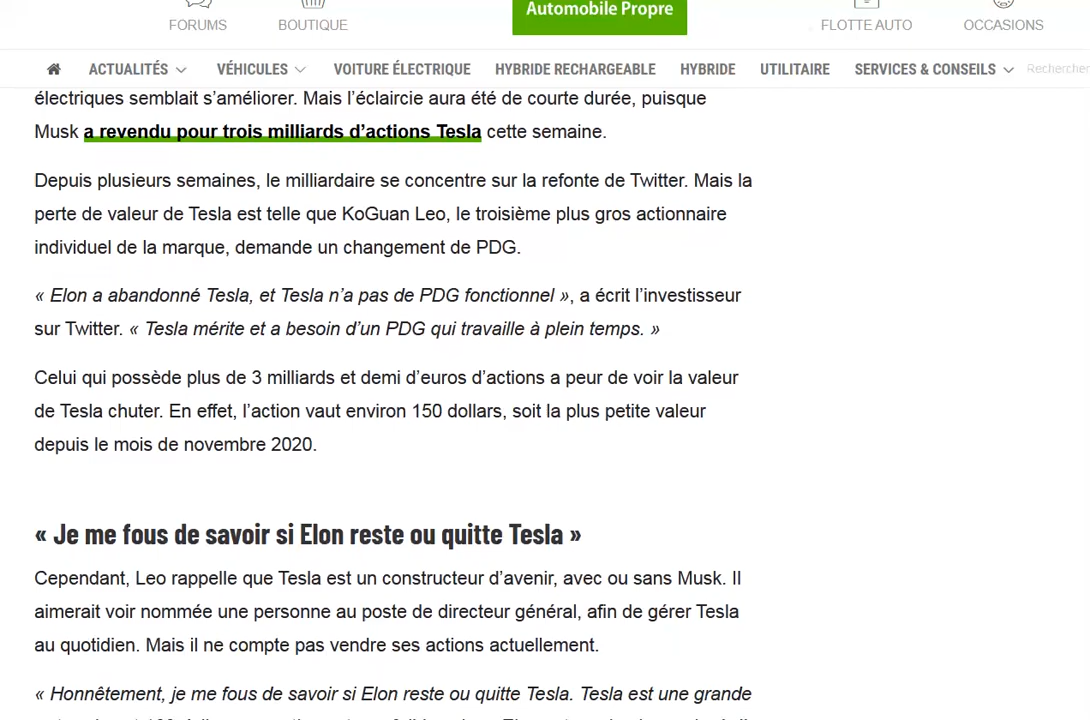 Automobile Propre
FORUMS BOUTIQUE FLOTTE AUTO OCCASIONS
ACTUALITÉS VÉHICULES VOITURE ÉLECTRIQUE HYBRIDE RECHARGEABLE HYBRIDE UTILITAIRE SERVICES & CONSEILS Rechercher
électriques semblait s’améliorer. Mais l’éclaircie aura été de courte durée, puisque
Musk a revendu pour trois milliards d’actions Tesla cette semaine.
Depuis plusieurs semaines, le milliardaire se concentre sur la refonte de Twitter. Mais la
perte de valeur de Tesla est telle que KoGuan Leo, le troisième plus gros actionnaire
individuel de la marque, demande un changement de PDG.
« Elon a abandonné Tesla, et Tesla n’a pas de PDG fonctionnel », a écrit l’investisseur
sur Twitter. « Tesla mérite et a besoin d’un PDG qui travaille à plein temps. »
Celui qui possède plus de 3 milliards et demi d’euros d’actions a peur de voir la valeur
de Tesla chuter. En effet, l’action vaut environ 150 dollars, soit la plus petite valeur
depuis le mois de novembre 2020.
« Je me fous de savoir si Elon reste ou quitte Tesla »
Cependant, Leo rappelle que Tesla est un constructeur d’avenir, avec ou sans Musk. Il
aimerait voir nommée une personne au poste de directeur général, afin de gérer Tesla
au quotidien. Mais il ne compte pas vendre ses actions actuellement.
« Honnêtement, je me fous de savoir si Elon reste ou quitte Tesla. Tesla est une grande